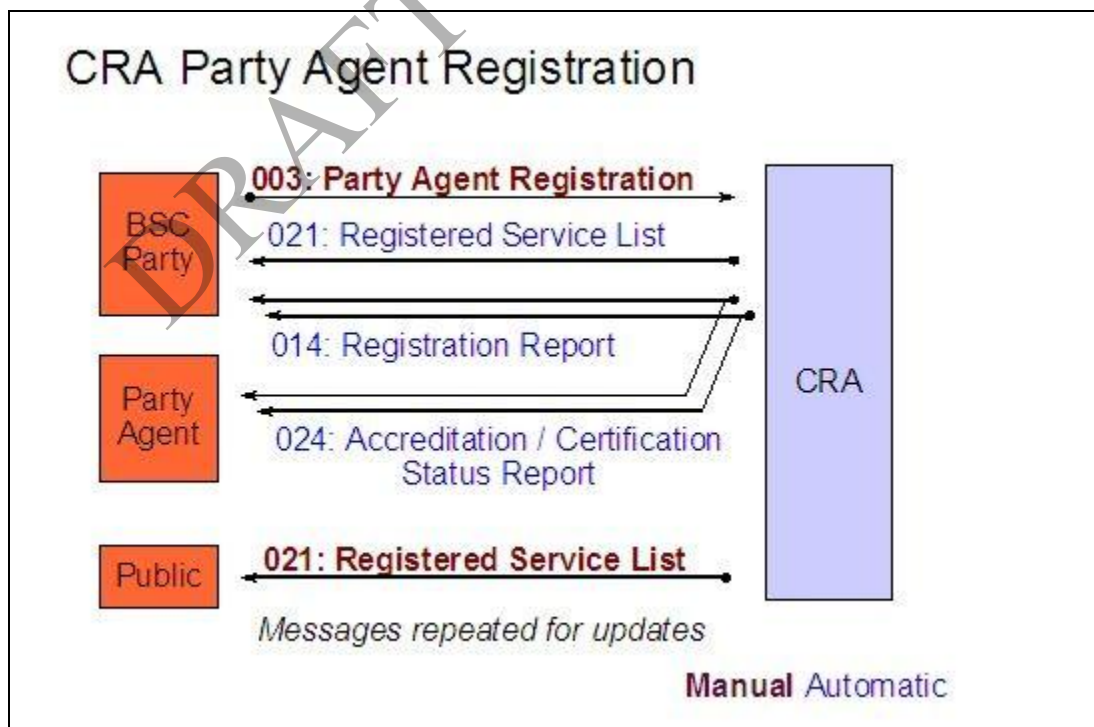 CRA Party Agent Registration
DRAFT
003: Party Agent Registration
BSC
Party
021: Registered Service List
014: Registration Report
CRA
Party
Agent
024: Accreditation / Certification
Status Report
Public
021: Registered Service List
Messages repeated for updates
Manual Automatic